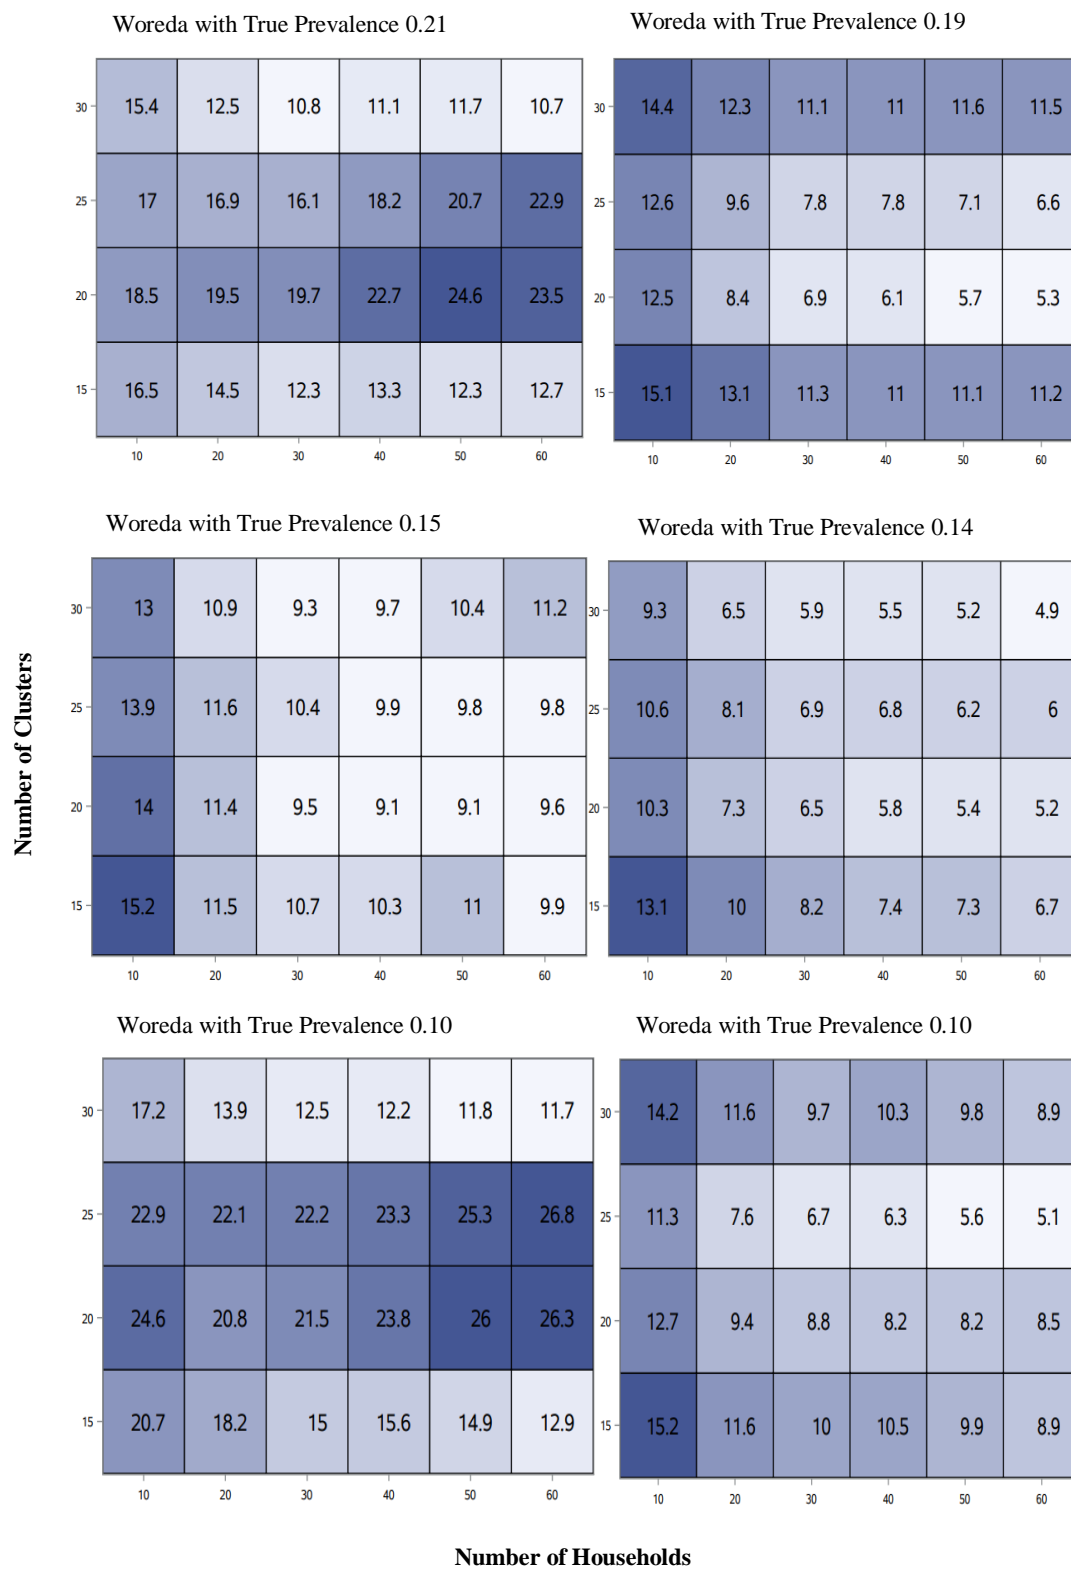 Woreda with True Prevalence 0.21
30 15.4 12.5 10.8 11.1 11.7 10.7
25 17 16.9 16.1 18.2 20.7 22.9
20 18.5 19.5 19.7 22.7 24.6 23.5
15 16.5 14.5 12.3 13.3 12.3 12.7
10 20 30 40 50 60
Woreda with True Prevalence 0.19
30 14.4 12.3 11.1 11 11.6 11.5
25 12.6 9.6 7.8 7.8 7.1 6.6
20 12.5 8.4 6.9 6.1 5.7 5.3
15 15.1 13.1 11.3 11 11.1 11.2
10 20 30 40 50 60
Woreda with True Prevalence 0.15
30 13 10.9 9.3 9.7 10.4 11.2
25 13.9 11.6 10.4 9.9 9.8 9.8
20 14 11.4 9.5 9.1 9.1 9.6
15 15.2 11.5 10.7 10.3 11 9.9
10 20 30 40 50 60
Woreda with True Prevalence 0.14
30 9.3 6.5 5.9 5.5 5.2 4.9
25 10.6 8.1 6.9 6.8 6.2 6
20 10.3 7.3 6.5 5.8 5.4 5.2
15 13.1 10 8.2 7.4 7.3 6.7
10 20 30 40 50 60
Number of Clusters
Woreda with True Prevalence 0.10
30 17.2 13.9 12.5 12.2 11.8 11.7
25 22.9 22.1 22.2 23.3 25.3 26.8
20 24.6 20.8 21.5 23.8 26 26.3
15 20.7 18.2 15 15.6 14.9 12.9
10 20 30 40 50 60
Woreda with True Prevalence 0.10
30 14.2 11.6 9.7 10.3 9.8 8.9
25 11.3 7.6 6.7 6.3 5.6 5.1
20 12.7 9.4 8.8 8.2 8.2 8.5
15 15.2 11.6 10 10.5 9.9 8.9
10 20 30 40 50 60
Number of Households